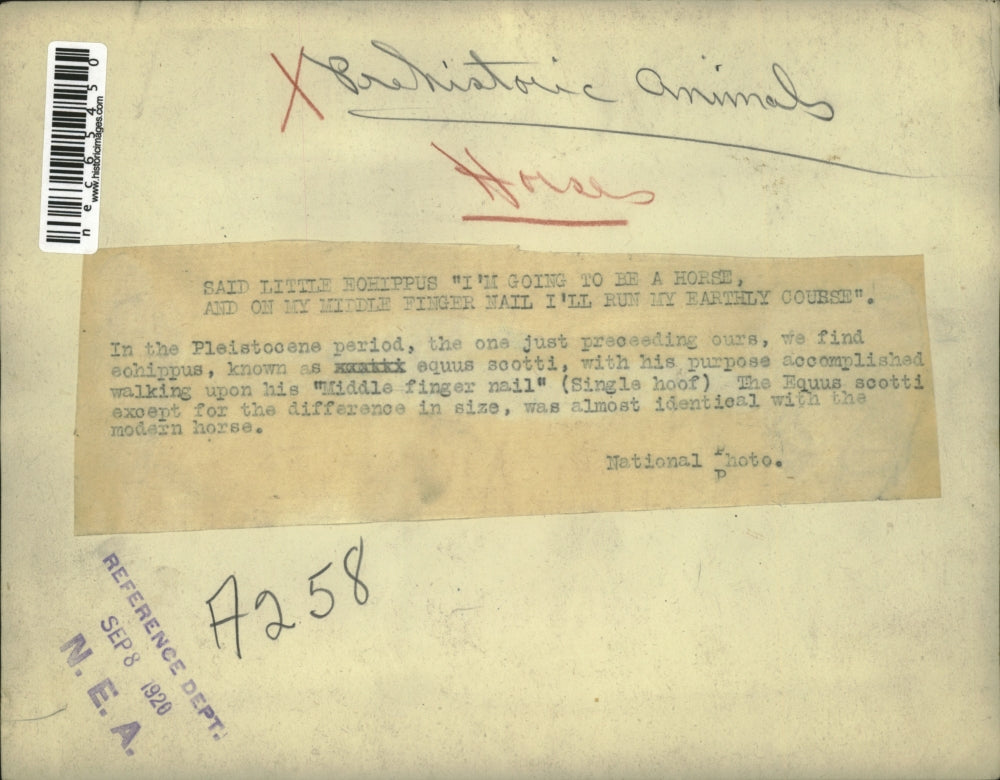 X Prehistoric Animals
Horses
nec65450
www.historicimages.com
SAID LITTLE EOHIPPUS "I'M GOING TO BE A HORSE,
AND ON MY MIDDLE FINGER NAIL I'LL RUN MY EARTHLY COURSE".
In the Pleistocene period, the one just preceeding ours, we find
eohippus, known as xxxxxx equus scotti, with his purpose accomplished
walking upon his "Middle finger nail" (Single hoof) The Equus scotti
except for the difference in size, was almost identical with the
modern horse.
National Photo.
A258
REFERENCE DEPT.
SEP 8 1920
N. E. A.